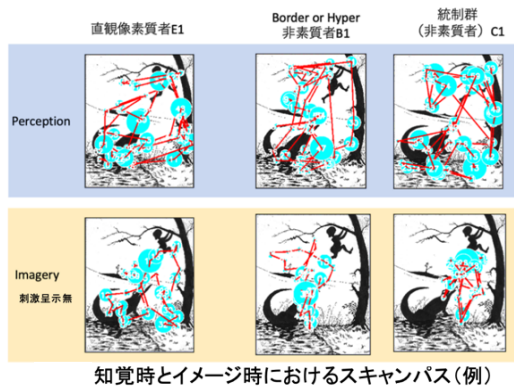 直観像素質者E1
Border or Hyper
非素質者B1
統制群
（非素質者）C1
Perception
Imagery
刺激呈示無
知覚時とイメージ時におけるスキャンパス（例）